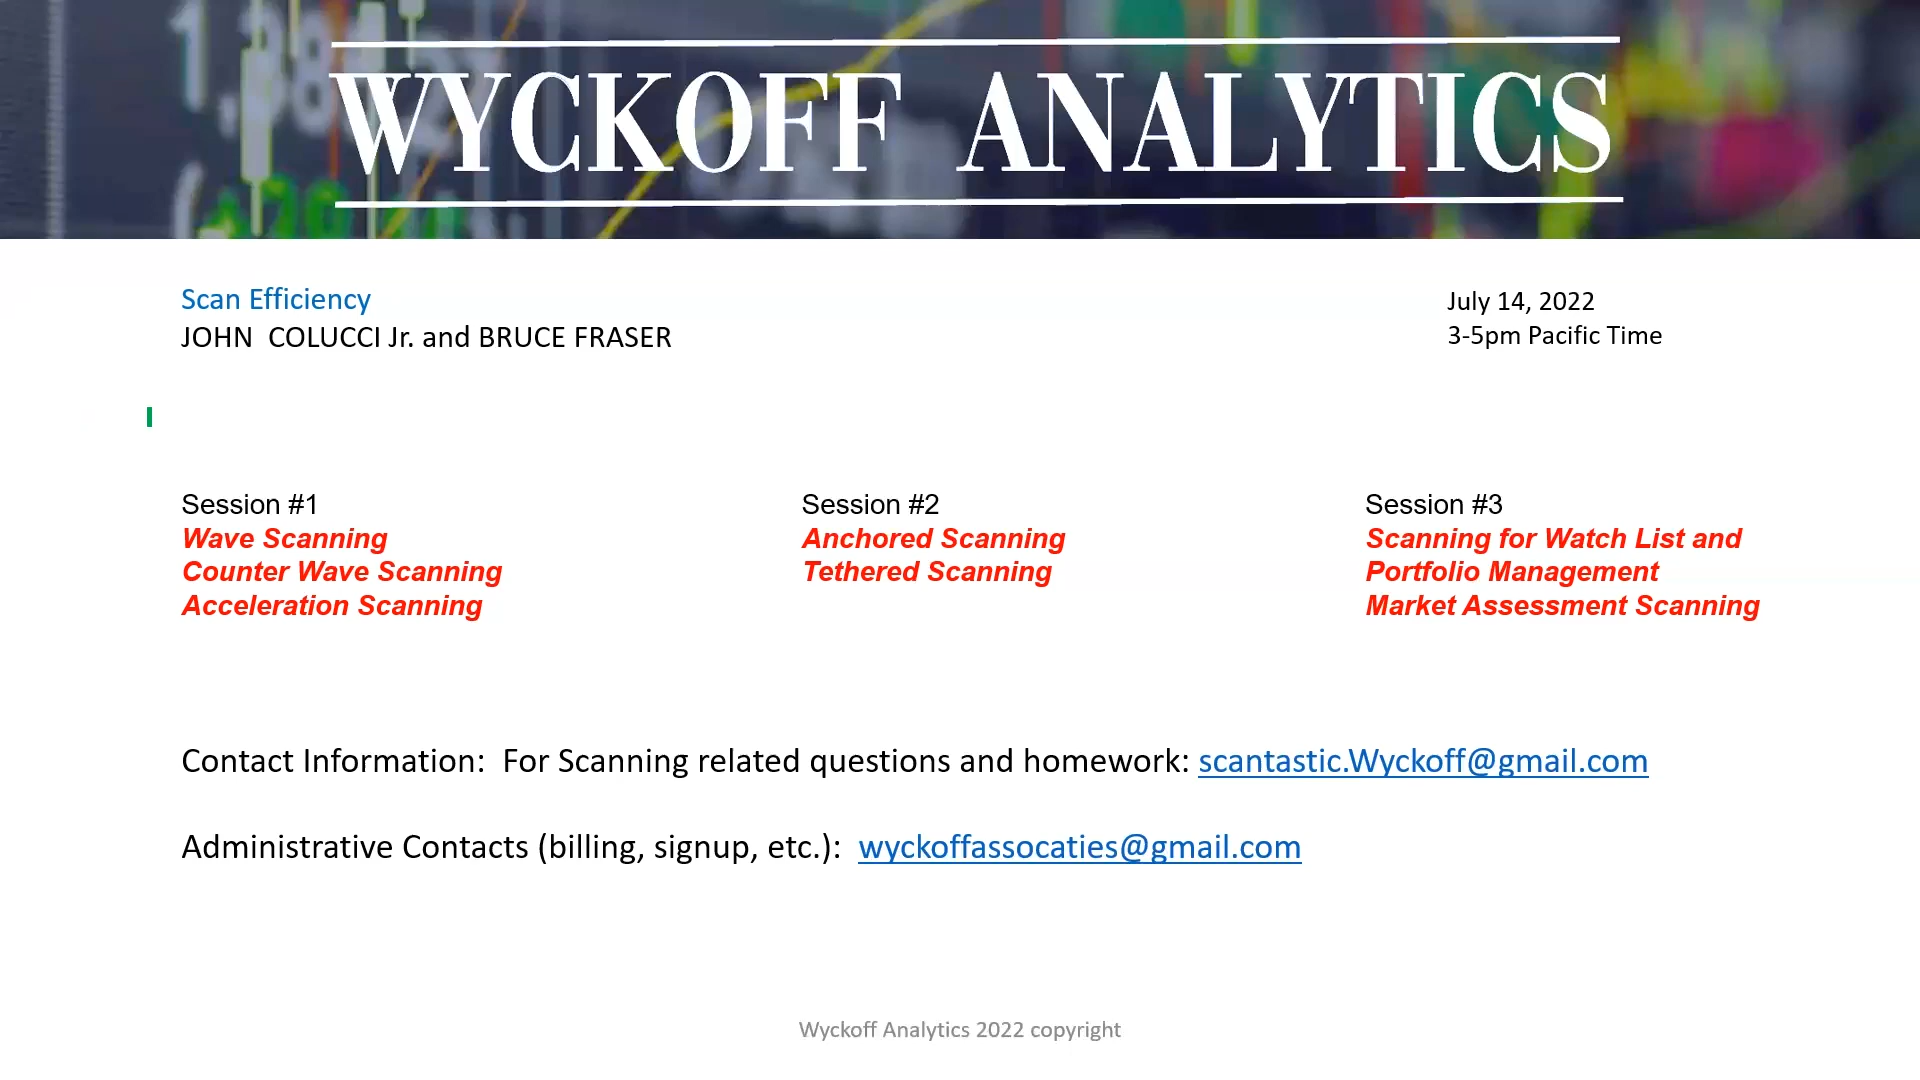 WYCKOFF ANALYTICS
Scan Efficiency
JOHN COLUCCI Jr. and BRUCE FRASER
July 14, 2022
3-5pm Pacific Time
Session #1
Wave Scanning
Counter Wave Scanning
Acceleration Scanning
Session #2
Anchored Scanning
Tethered Scanning
Session #3
Scanning for Watch List and
Portfolio Management
Market Assessment Scanning
Contact Information: For Scanning related questions and homework: scantastic.Wyckoff@gmail.com
Administrative Contacts (billing, signup, etc.): wyckoffassocaties@gmail.com
Wyckoff Analytics 2022 copyright